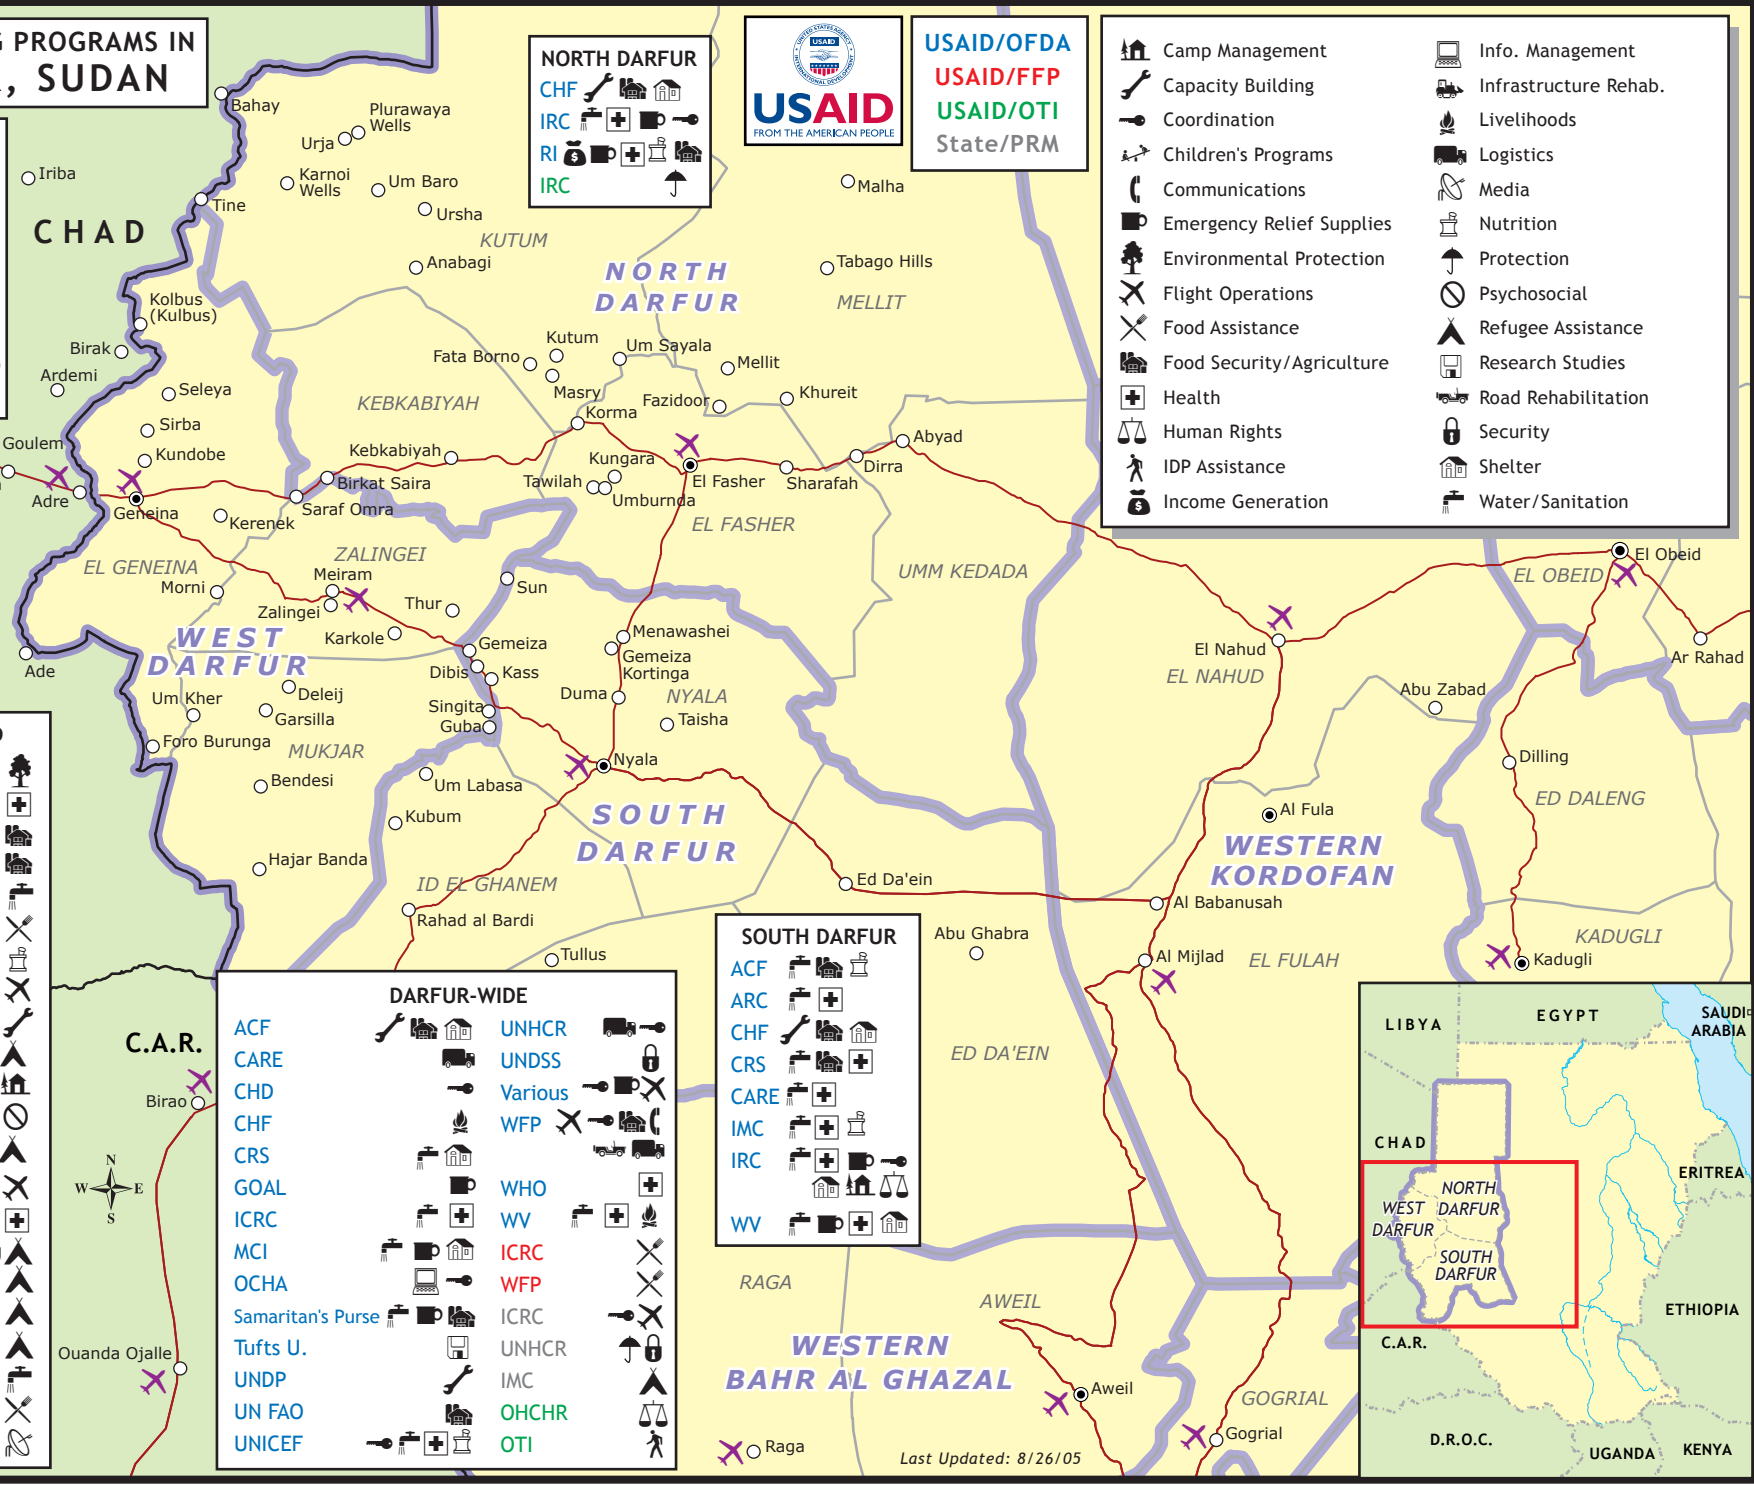 G PROGRAMS IN
, SUDAN
NORTH DARFUR
CHF
IRC
RI
IRC
UNITED STATES AGENCY
USAID
INTERNATIONAL DEVELOPMENT
USAID
FROM THE AMERICAN PEOPLE
USAID/OFDA
USAID/FFP
USAID/OTI
State/PRM
Camp Management
Capacity Building
Coordination
Children's Programs
Communications
Emergency Relief Supplies
Environmental Protection
Flight Operations
Food Assistance
Food Security/Agriculture
Health
Human Rights
IDP Assistance
Income Generation
Info. Management
Infrastructure Rehab.
Livelihoods
Logistics
Media
Nutrition
Protection
Psychosocial
Refugee Assistance
Research Studies
Road Rehabilitation
Security
Shelter
Water/Sanitation
Bahay
Plurawaya
Wells
Urja
Iriba
Karnoi
Wells
Um Baro
Malha
Tine
Ursha
CHAD
KUTUM
Anabagi
NORTH
DARFUR
Tabago Hills
MELLIT
Kolbus
(Kulbus)
Birak
Kutum
Um Sayala
Fata Borno
Mellit
Ardemi
Seleya
Masry
Khureit
KEBKABIYAH
Fazidoor
Korma
Sirba
Goulem
Kundobe
Kebkabiyah
Abyad
Kungara
Dirra
Birkat Saira
Tawilah
El Fasher
Sharafah
Adre
Umburnda
Geneina
Saraf Omra
Kerenek
EL FASHER
ZALINGEI
EL GENEINA
Meiram
UMM KEDADA
El Obeid
EL OBEID
Morni
Sun
Zalingei
Thur
WEST
DARFUR
Karkole
Gemeiza
Menawashei
Gemeiza
Kortinga
El Nahud
Ar Rahad
Ade
Dibis
Kass
EL NAHUD
Um Kher
Deleij
Duma
NYALA
Abu Zabad
Singita
Garsilla
Guba
Taisha
Foro Burunga
MUKJAR
Nyala
Dilling
Bendesi
Um Labasa
ED DALENG
Kubum
SOUTH
DARFUR
Al Fula
WESTERN
KORDOFAN
Hajar Banda
ID EL GHANEM
Ed Da'ein
Al Babanusah
Rahad al Bardi
Abu Ghabra
KADUGLI
Tullus
Al Mijlad
EL FULAH
Kadugli
C.A.R.
ED DA'EIN
Birao
N
W
E
S
Ouanda Ojalle
RAGA
AWEIL
WESTERN
BAHR AL GHAZAL
Aweil
GOGRIAL
Gogrial
Raga
Last Updated: 8/26/05
DARFUR-WIDE
ACF
CARE
CHD
CHF
CRS
GOAL
ICRC
MCI
OCHA
Samaritan's Purse
Tufts U.
UNDP
UN FAO
UNICEF
UNHCR
UNDSS
Various
WFP
WHO
WV
ICRC
WFP
ICRC
UNHCR
IMC
OHCHR
OTI
SOUTH DARFUR
ACF
ARC
CHF
CRS
CARE
IMC
IRC
WV
LIBYA
EGYPT
SAUDI
ARABIA
CHAD
ERITREA
NORTH
DARFUR
WEST
DARFUR
SOUTH
DARFUR
ETHIOPIA
C.A.R.
D.R.O.C.
UGANDA
KENYA